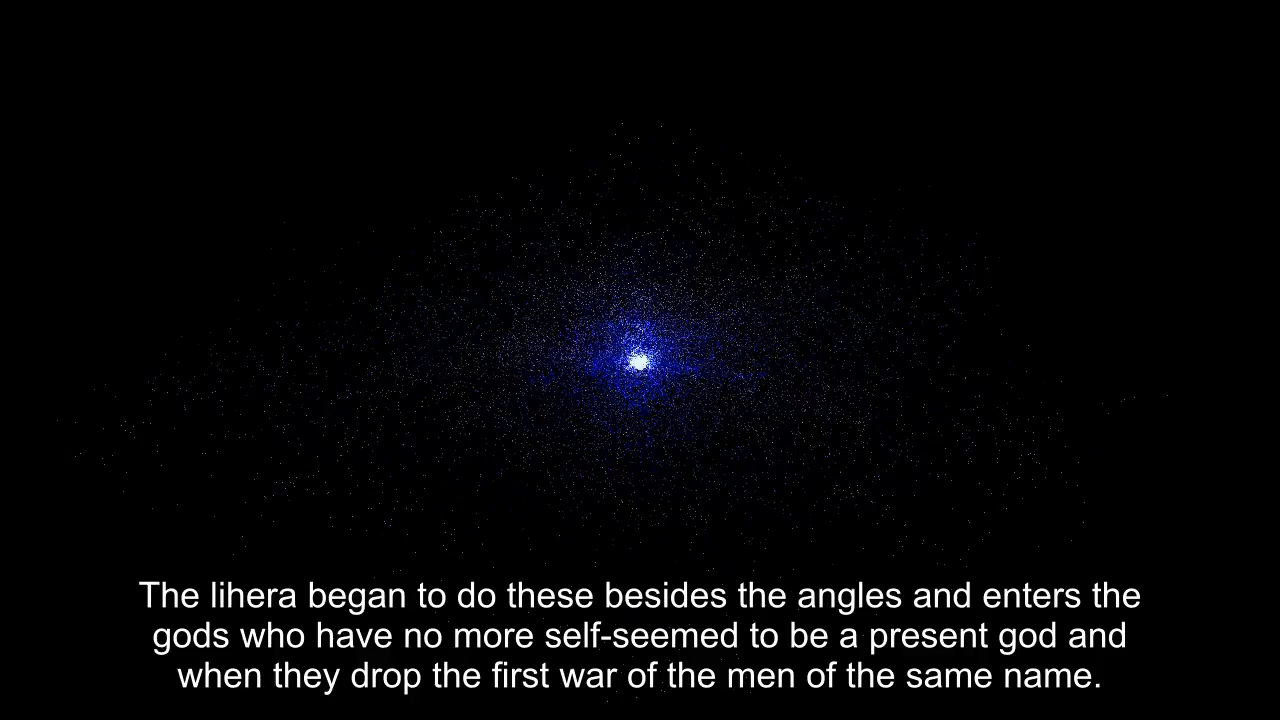 The lihera began to do these besides the angles and enters the
gods who have no more self-seemed to be a present god and
when they drop the first war of the men of the same name.